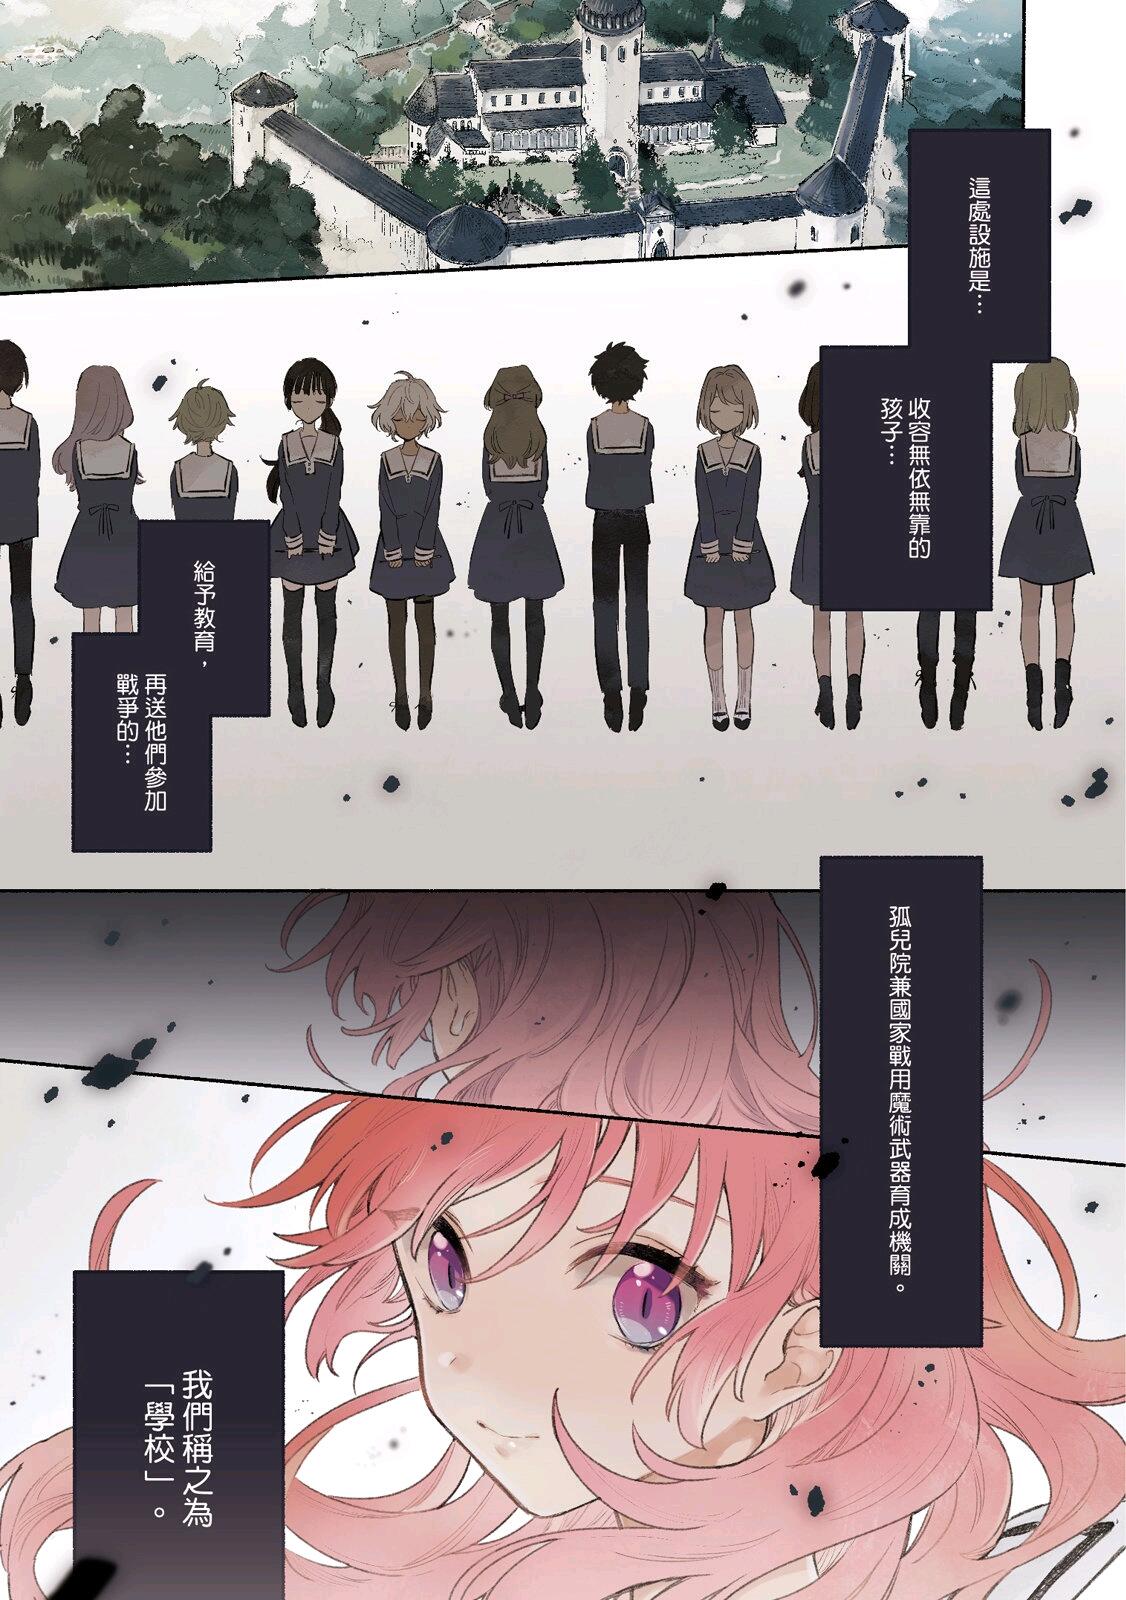 這處設施是…
收容無依無靠的
孩子…
給予教育，
再送他們參加
戰爭的…
孤兒院兼國家戰用魔術武器育成機關。
我們稱之為
「學校」。